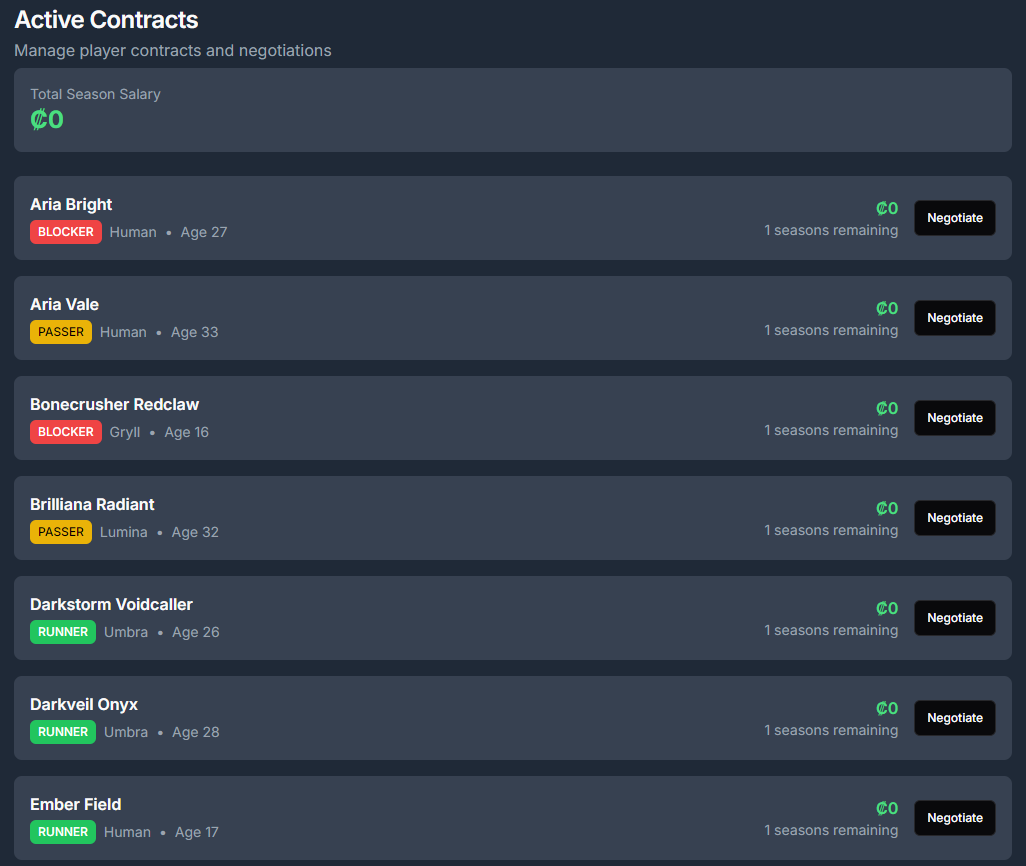 Active Contracts
Manage player contracts and negotiations
Total Season Salary
₡0
Aria Bright
BLOCKER Human • Age 27
₡0
1 seasons remaining
Negotiate
Aria Vale
PASSER Human • Age 33
₡0
1 seasons remaining
Negotiate
Bonecrusher Redclaw
BLOCKER Gryll • Age 16
₡0
1 seasons remaining
Negotiate
Brilliana Radiant
PASSER Lumina • Age 32
₡0
1 seasons remaining
Negotiate
Darkstorm Voidcaller
RUNNER Umbra • Age 26
₡0
1 seasons remaining
Negotiate
Darkveil Onyx
RUNNER Umbra • Age 28
₡0
1 seasons remaining
Negotiate
Ember Field
RUNNER Human • Age 17
₡0
1 seasons remaining
Negotiate